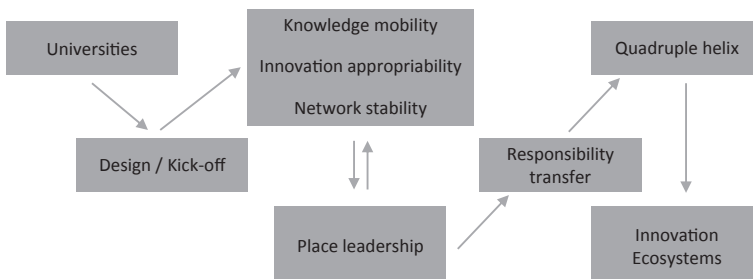 Universities
Design / Kick-off
Knowledge mobility
Innovation appropriability
Network stability
Place leadership
Responsibility
transfer
Quadruple helix
Innovation
Ecosystems